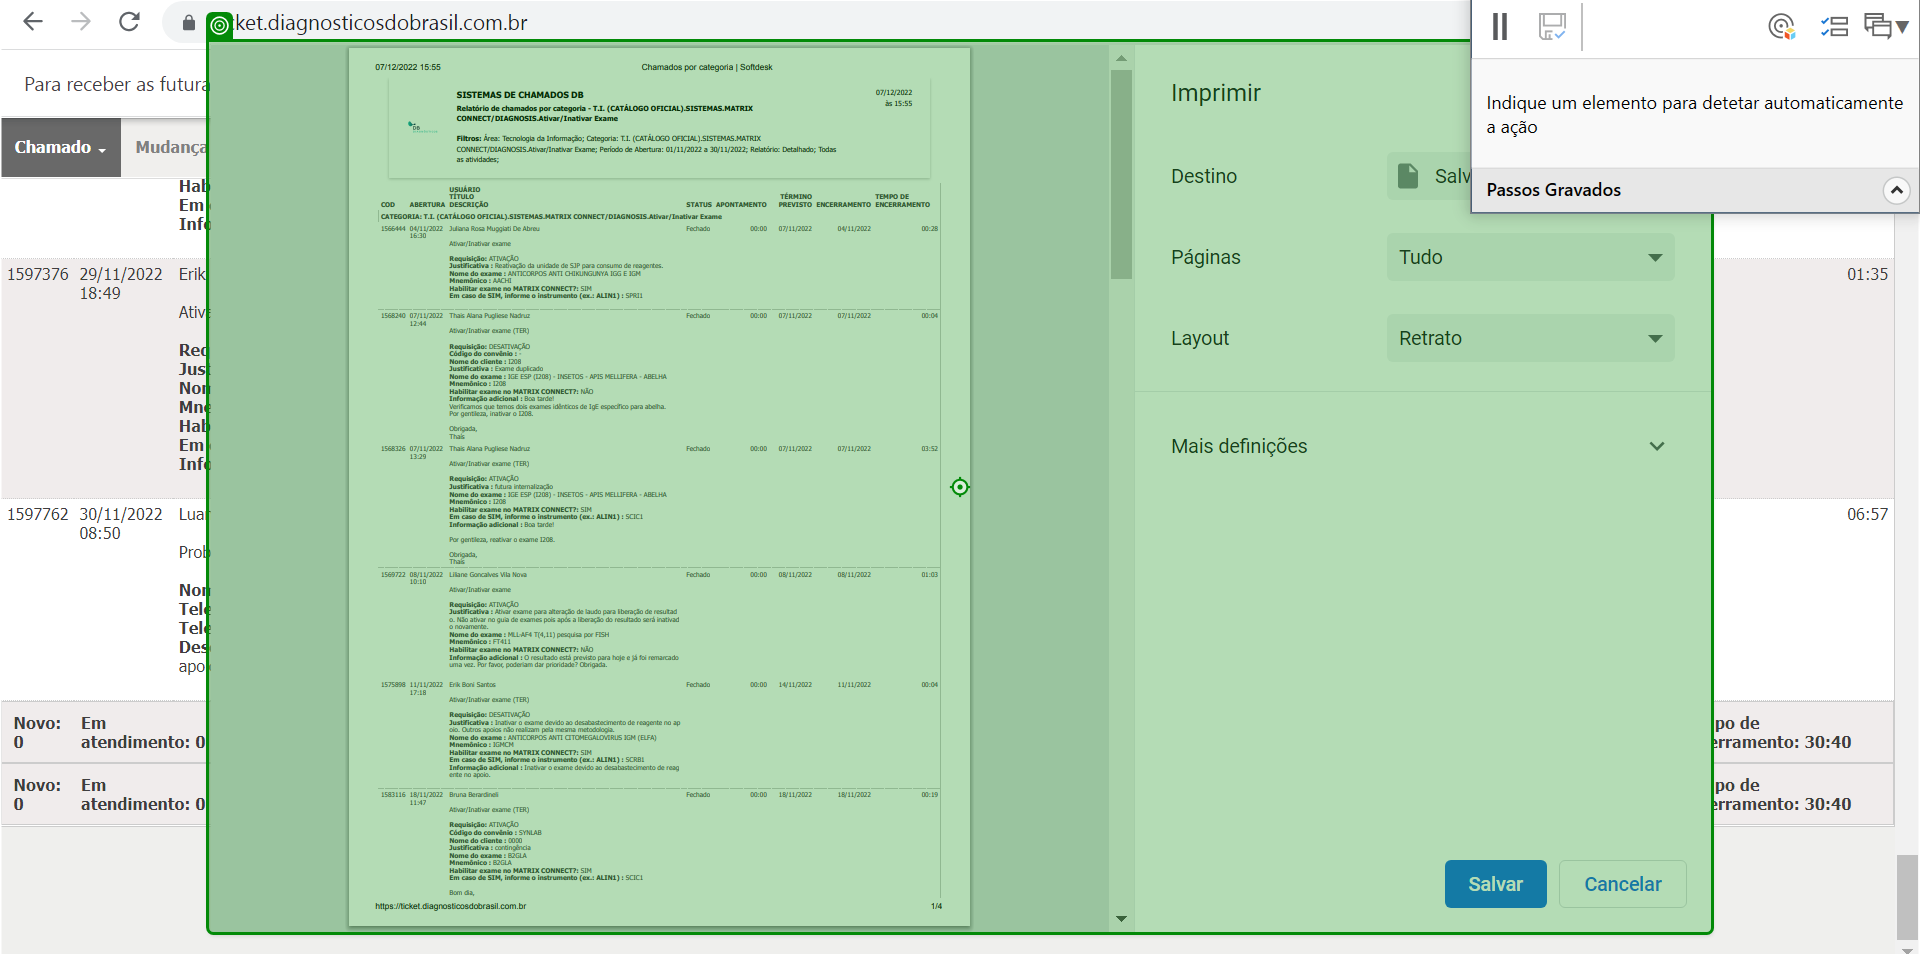 ket.diagnosticosdobrasil.com.br
Para receber as futura
Chamado
Mudança
Hab
Em
Info
1597376 29/11/2022 Erik
18:49
Ativ
Req
Just
Non
Mne
Hab
Em
Info
01:35
1597762 30/11/2022 Luar
08:50
Prob
Non
Tele
Tele
Des
apo
06:57
Novo: Em
0 atendimento: 0
po de
erramento: 30:40
Novo: Em
0 atendimento: 0
po de
erramento: 30:40
07/12/2022 15:55 Chamados por categoria | Softdesk
SISTEMAS DE CHAMADOS DB 07/12/2022
às 15:55
Relatório de chamados por categoria - T.I. (CATÁLOGO OFICIAL).SISTEMAS.MATRIX
CONNECT/DIAGNOSIS.Ativar/Inativar Exame
DB
Filtros: Área: Tecnologia da Informação; Categoria: T.I. (CATÁLOGO OFICIAL).SISTEMAS.MATRIX
CONNECT/DIAGNOSIS.Ativar/Inativar Exame; Período de Abertura: 01/11/2022 a 30/11/2022; Relatório: Detalhado; Todas
as atividades;
USUÁRIO
TÍTULO TÉRMINO TEMPO DE
COD ABERTURA DESCRIÇÃO STATUS APONTAMENTO PREVISTO ENCERRAMENTO ENCERRAMENTO
CATEGORIA: T.I. (CATÁLOGO OFICIAL).SISTEMAS.MATRIX CONNECT/DIAGNOSIS.Ativar/Inativar Exame
1566444 04/11/2022 Juliana Rosa Muggiati De Abreu Fechado 00:00 07/11/2022 04/11/2022 00:28
16:30
Ativar/Inativar exame
Requisição: ATIVAÇÃO
Justificativa : Reativação da unidade de SJP para consumo de reagentes.
Nome do exame : ANTICORPOS ANTI CHIKUNGUNYA IGG E IGM
Mnemônico : AACHI
Habilitar exame no MATRIX CONNECT?: SIM
Em caso de SIM, informe o instrumento (ex.: ALIN1) : SPRI1
1568240 07/11/2022 Thais Alana Pugliese Nadruz Fechado 00:00 07/11/2022 07/11/2022 00:04
12:44
Ativar/Inativar exame (TER)
Requisição: DESATIVAÇÃO
Código do convênio : -
Nome do cliente : I208
Justificativa : Exame duplicado
Nome do exame : IGE ESP (I208) - INSETOS - APIS MELLIFERA - ABELHA
Mnemônico : I208
Habilitar exame no MATRIX CONNECT?: NÃO
Informação adicional : Boa tarde!
Verificamos que temos dois exames idênticos de IgE específico para abelha.
Por gentileza, inativar o I208.
Obrigada,
Thaís
1568326 07/11/2022 Thais Alana Pugliese Nadruz Fechado 00:00 07/11/2022 07/11/2022 03:52
13:29
Ativar/Inativar exame (TER)
Requisição: ATIVAÇÃO
Justificativa : futura internalização
Nome do exame : IGE ESP (I208) - INSETOS - APIS MELLIFERA - ABELHA
Mnemônico : I208
Habilitar exame no MATRIX CONNECT?: SIM
Em caso de SIM, informe o instrumento (ex.: ALIN1) : SCIC1
Informação adicional : Boa tarde!
Por gentileza, reativar o exame I208.
Obrigada,
Thaís
1569722 08/11/2022 Liliane Goncalves Vila Nova Fechado 00:00 08/11/2022 08/11/2022 01:03
10:10
Ativar/Inativar exame
Requisição: ATIVAÇÃO
Justificativa : Ativar exame para alteração de laudo para liberação de resultad
o. Não ativar no guia de exames pois após a liberação do resultado será inativad
o novamente.
Nome do exame : MLL-AF4 T(4,11) pesquisa por FISH
Mnemônico : FT411
Habilitar exame no MATRIX CONNECT?: NÃO
Informação adicional : O resultado está previsto para hoje e já foi remarcado
uma vez. Por favor, poderiam dar prioridade? Obrigada.
1575898 11/11/2022 Erik Boni Santos Fechado 00:00 14/11/2022 11/11/2022 00:04
17:18
Ativar/Inativar exame (TER)
Requisição: DESATIVAÇÃO
Justificativa : Inativar o exame devido ao desabastecimento de reagente no ap
oio. Outros apoios não realizam pela mesma metodologia.
Nome do exame : ANTICORPOS ANTI CITOMEGALOVIRUS IGM (ELFA)
Mnemônico : IGMCM
Habilitar exame no MATRIX CONNECT?: SIM
Em caso de SIM, informe o instrumento (ex.: ALIN1) : SCRB1
Informação adicional : Inativar o exame devido ao desabastecimento de reag
ente no apoio.
1583116 18/11/2022 Bruna Berardineli Fechado 00:00 18/11/2022 18/11/2022 00:19
11:47
Ativar/Inativar exame (TER)
Requisição: ATIVAÇÃO
Código do convênio : SYNLAB
Nome do cliente : 0000
Justificativa : contingência
Nome do exame : B2GLA
Mnemônico : B2GLA
Habilitar exame no MATRIX CONNECT?: SIM
Em caso de SIM, informe o instrumento (ex.: ALIN1) : SCIC1
Bom dia,
https://ticket.diagnosticosdobrasil.com.br 1/4
Imprimir
Destino Salv
Páginas Tudo
Layout Retrato
Mais definições
Salvar Cancelar
Indique um elemento para detetar automaticamente
a ação
Passos Gravados